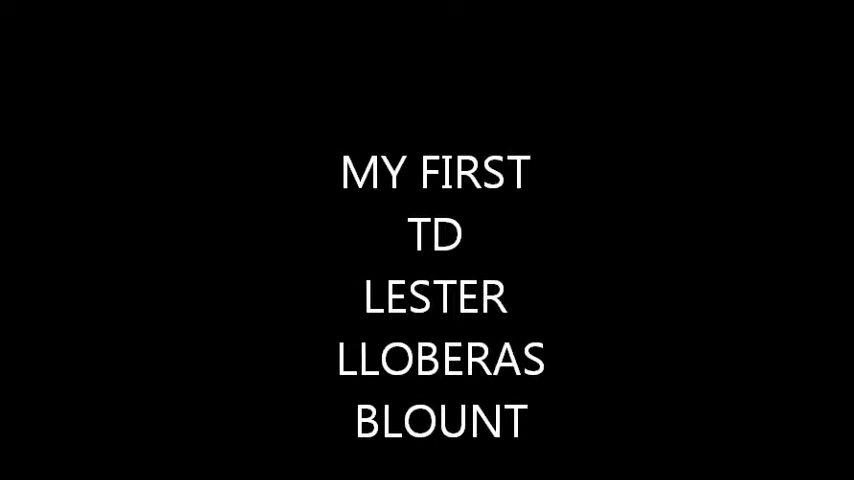 MY FIRST
TD
LESTER
LLOBERAS
BLOUNT